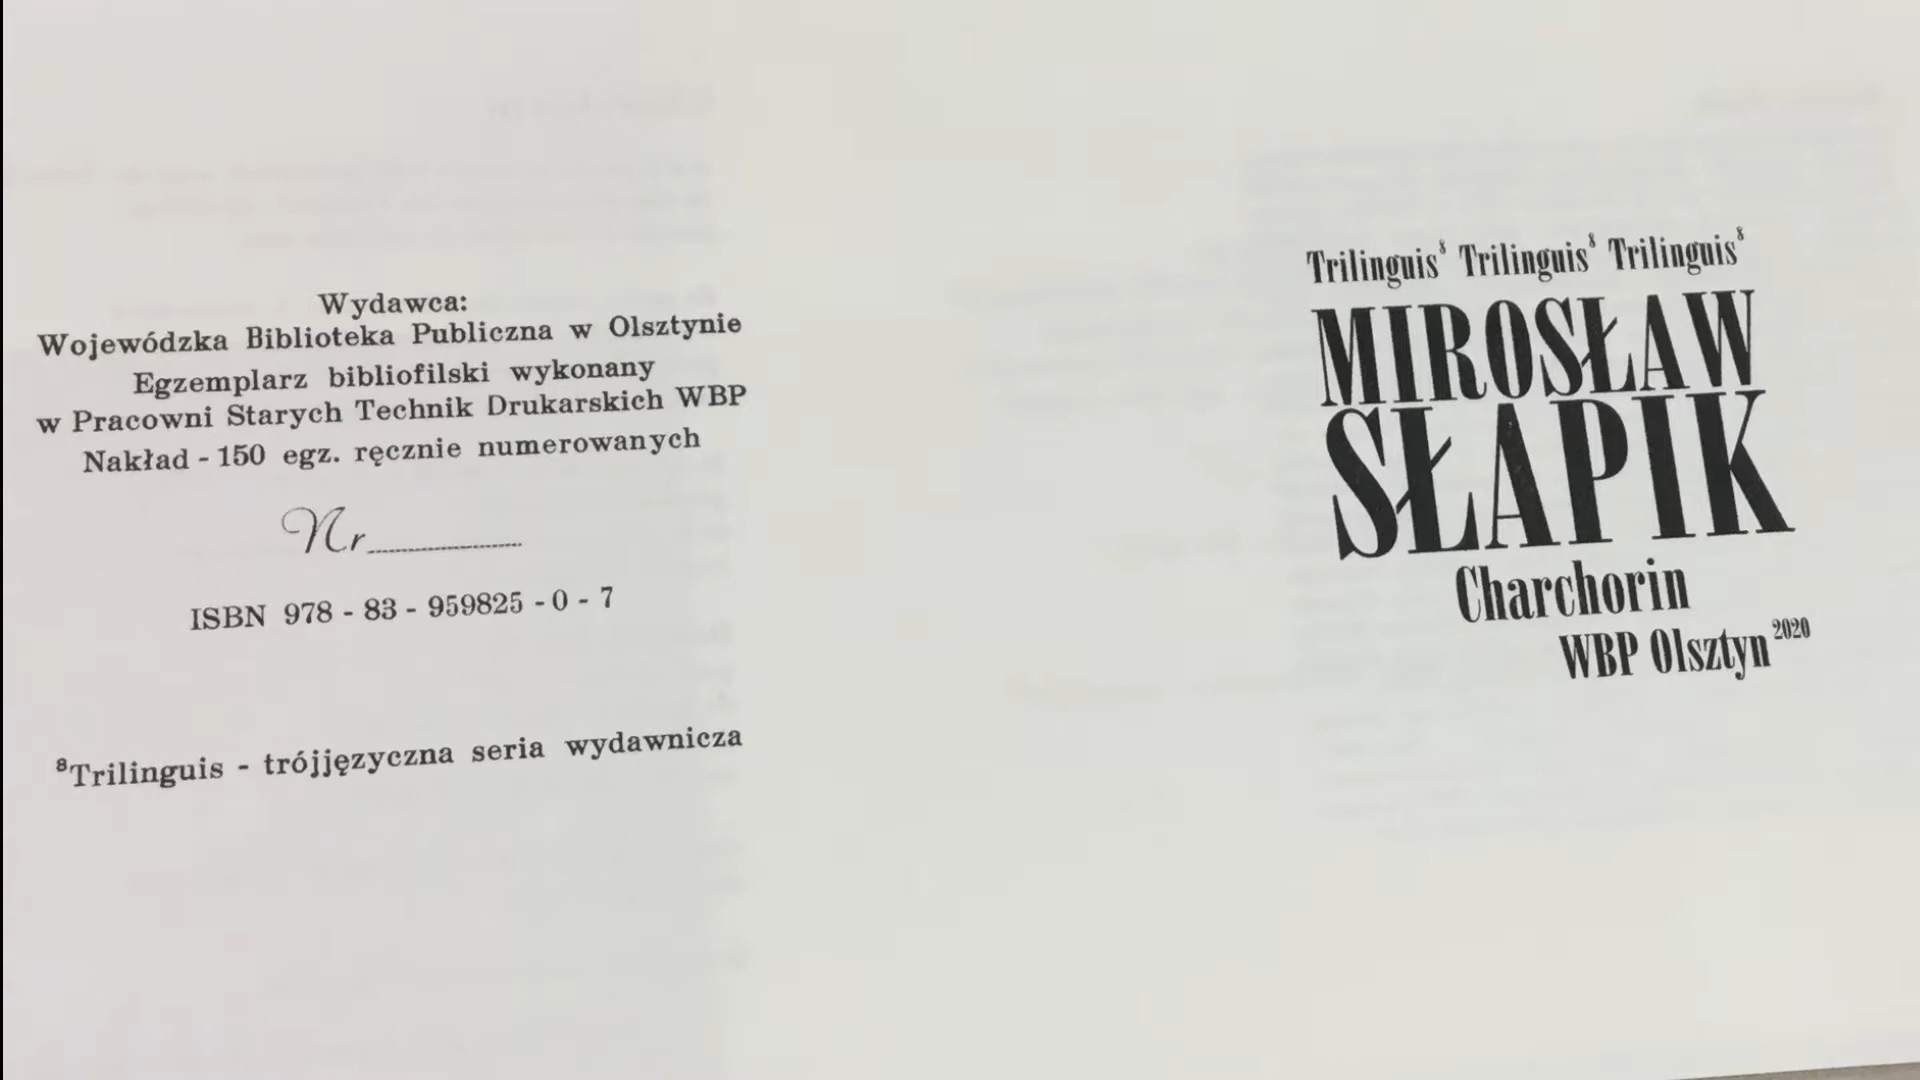 Wydawca:
Wojewódzka Biblioteka Publiczna w Olsztynie
Egzemplarz bibliofilski wykonany
w Pracowni Starych Technik Drukarskich WBP
Nakład - 150 egz. ręcznie numerowanych
Nr
ISBN 978 - 83 - 959825 - 0 - 7
⁸Trilinguis - trójjęzyczna seria wydawnicza
Trilinguis⁸ Trilinguis⁸ Trilinguis⁸
MIROSŁAW
SŁAPIK
Charchorin
WBP Olsztyn²⁰²⁰